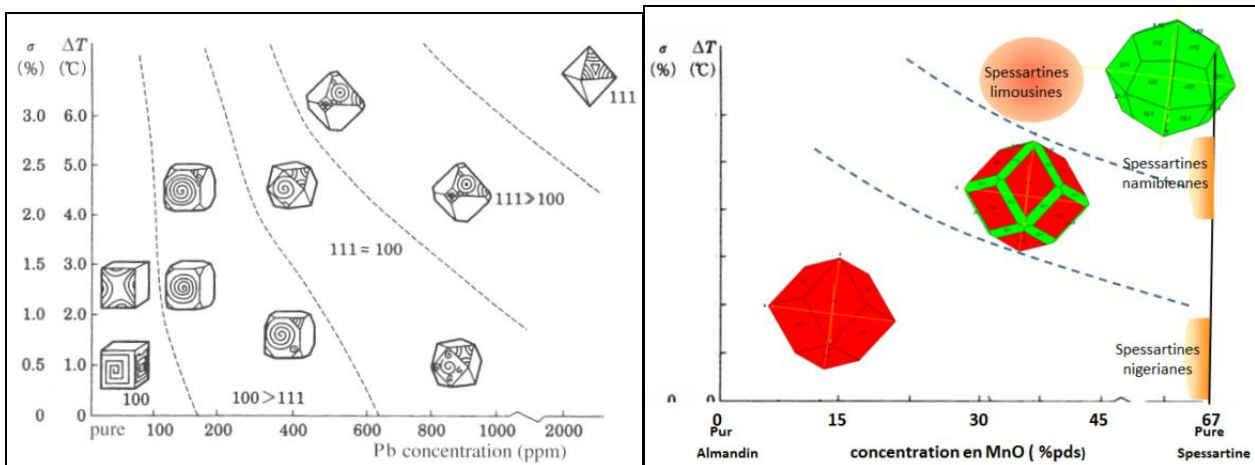 σ ΔT
(%) (℃)
3.0 6.0
2.5 5.0
2.0 4.0
1.5 3.0
1.0 2.0
0.5 1.0
0 0
111
111⩾100
111 = 100
100
100>111
pure 100 200 400 600 800 1000 2000
Pb concentration (ppm)
σ ΔT
(%) (℃)
Spessartines
limousines
Spessartines
namibiennes
Spessartines
nigerianes
0 15 30 45 67
Pur
Almandin
concentration en MnO ( %pds)
Pure
Spessartine